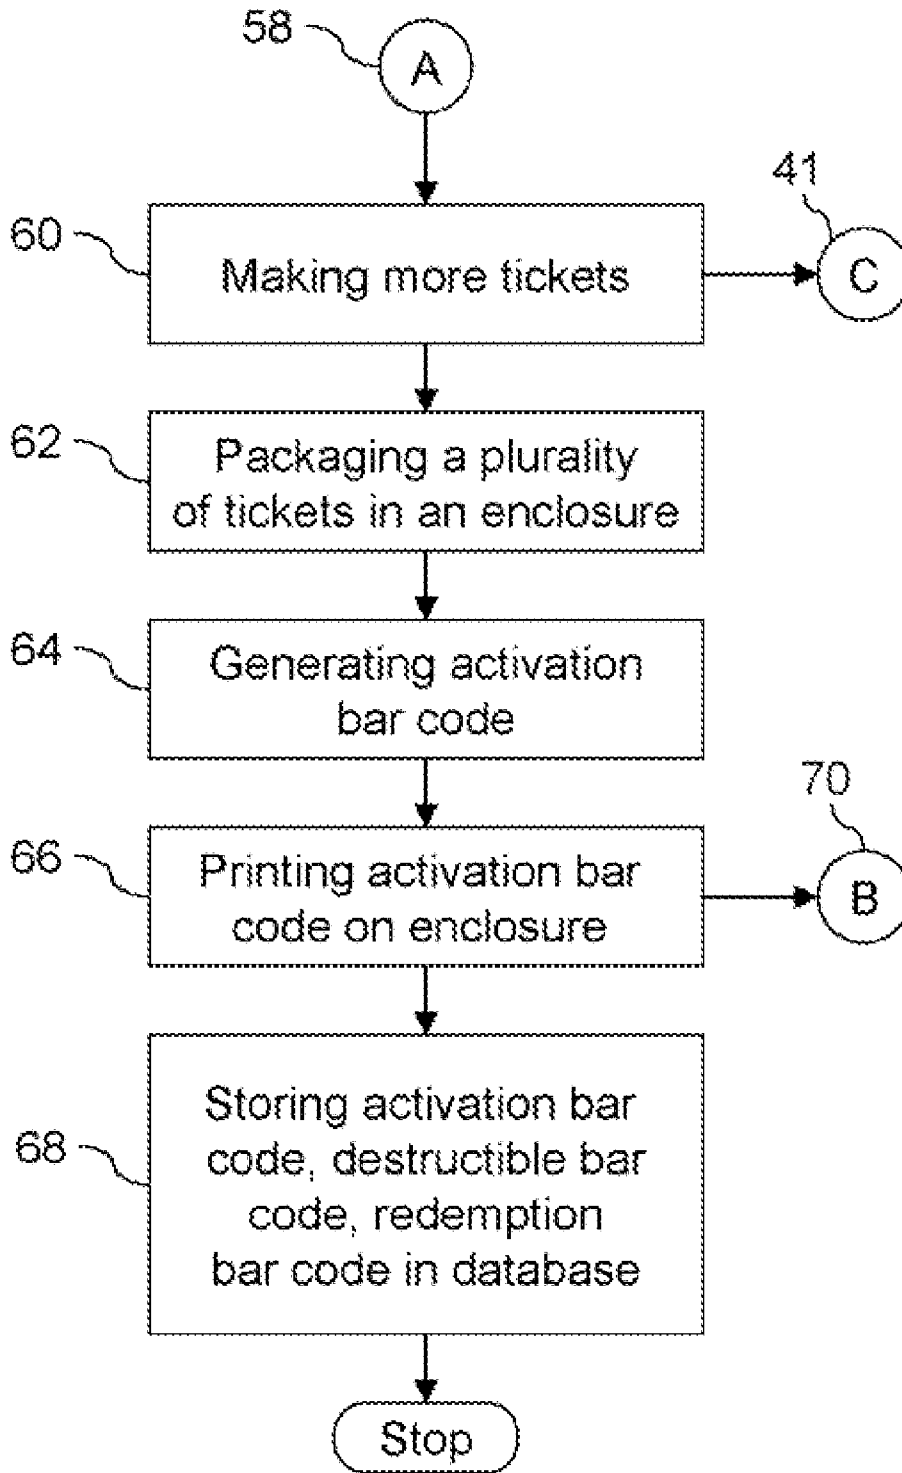 58
A
41
60
Making more tickets
C
62
Packaging a plurality
of tickets in an enclosure
64
Generating activation
bar code
70
66
Printing activation bar
code on enclosure
B
68
Storing activation bar
code, destructible bar
code, redemption
bar code in database
Stop